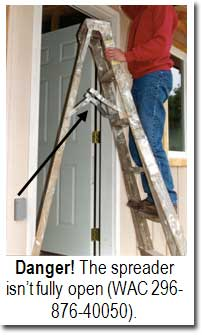 Danger! The spreader
isn't fully open (WAC 296-
876-40050).